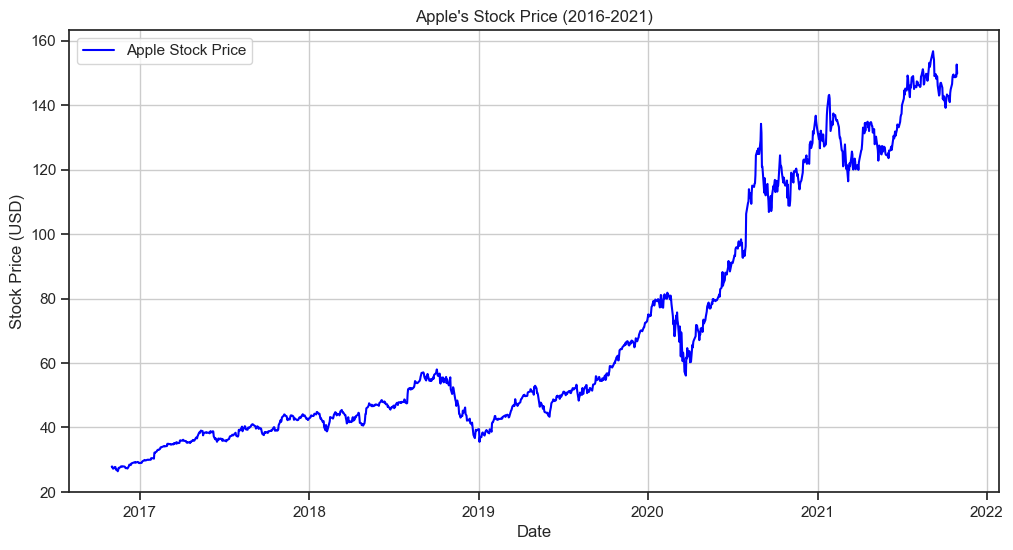 Apple's Stock Price (2016-2021)
Apple Stock Price
Stock Price (USD)
160
140
120
100
80
60
40
20
2017 2018 2019 2020 2021 2022
Date